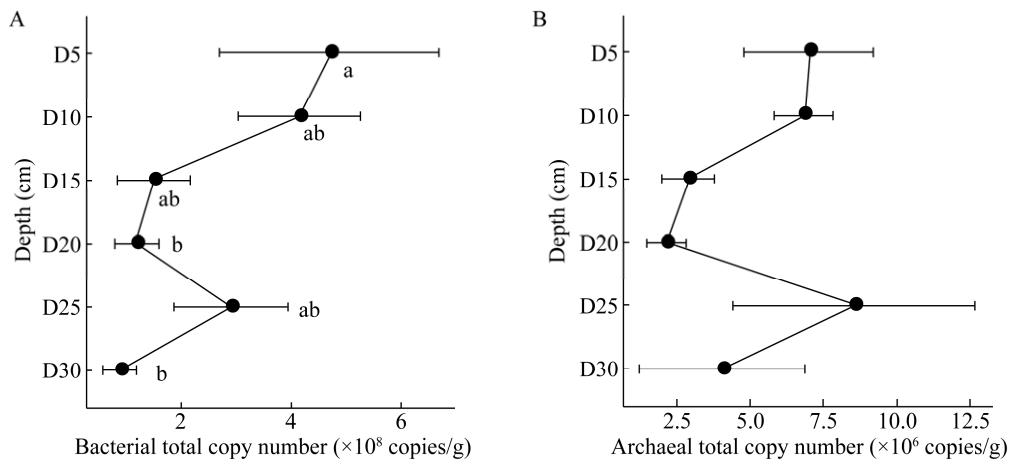 A
D5
D10
D15
D20
D25
D30
Depth (cm)
a
ab
ab
b
ab
b
2
4
6
Bacterial total copy number (×10⁸ copies/g)
B
D5
D10
D15
D20
D25
D30
Depth (cm)
2.5
5.0
7.5
10.0
12.5
Archaeal total copy number (×10⁶ copies/g)